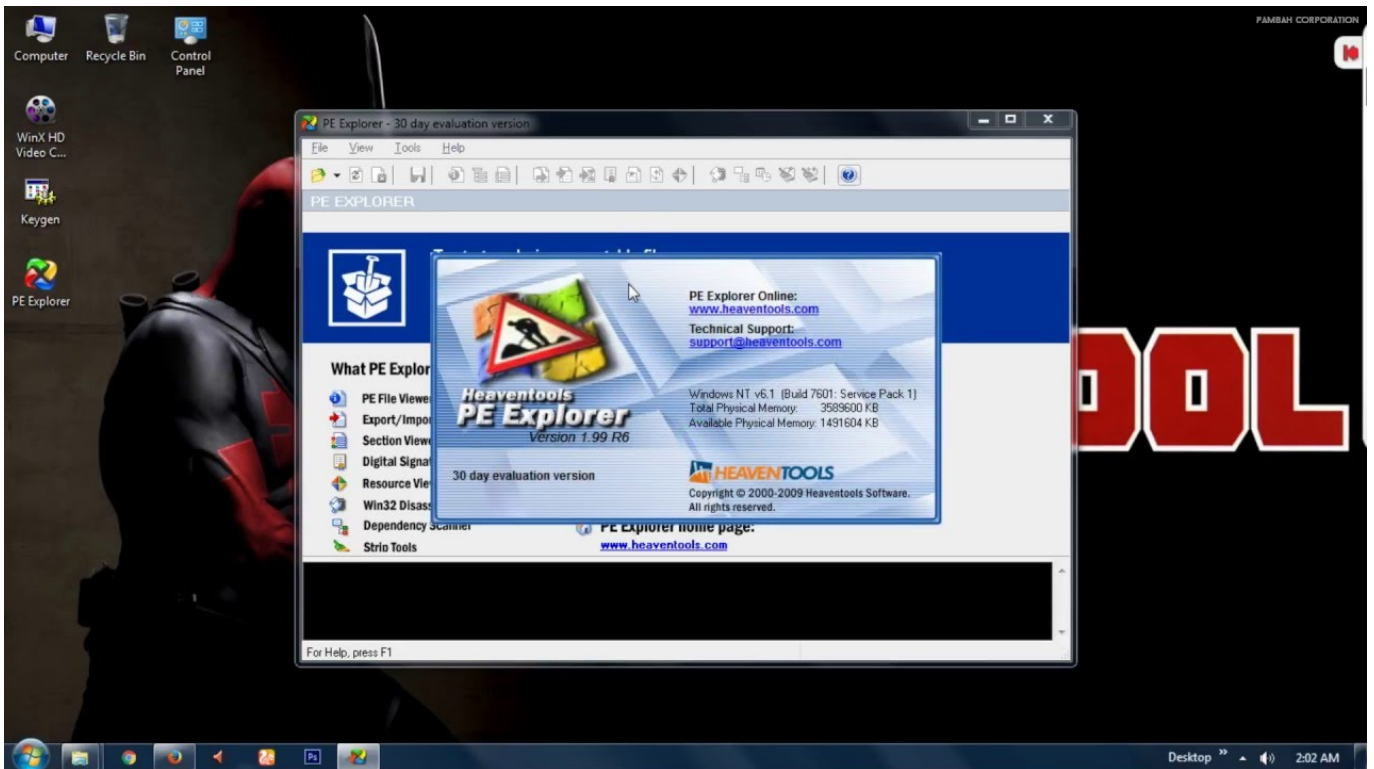 PAMBAH CORPORATION
Computer
Recycle Bin
Control Panel
WinX HD Video C...
Keygen
PE Explorer
OOL
PE Explorer - 30 day evaluation version
File View Tools Help
PE EXPLORER
What PE Explor
PE File Viewe
Export/Impo
Section View
Digital Signat
Resource Vie
Win32 Disass
Dependency Scanner
Strip Tools
PE Explorer Online:
www.heaventools.com
Technical Support:
support@heaventools.com
Windows NT v6.1 (Build 7601: Service Pack 1)
Total Physical Memory: 3589600 KB
Available Physical Memory: 1491604 KB
Heaventools
PE Explorer
Version 1.99 R6
30 day evaluation version
HEAVENTOOLS
Copyright © 2000-2009 Heaventools Software.
All rights reserved.
PE Explorer home page:
www.heaventools.com
For Help, press F1
Ps
Desktop
2:02 AM